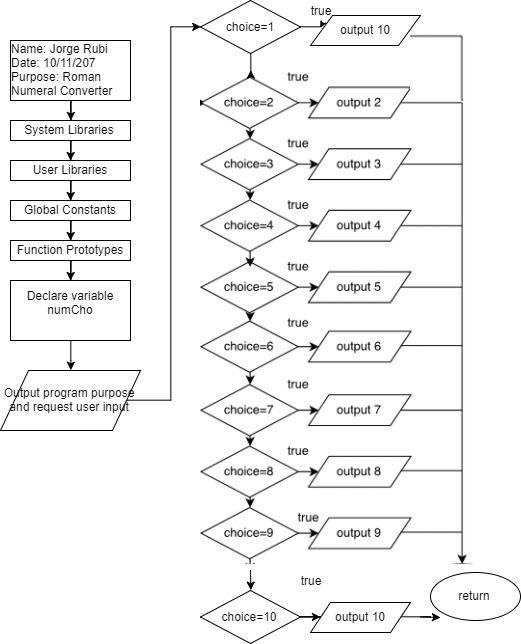 Name: Jorge Rubi
Date: 10/11/207
Purpose: Roman
Numeral Converter
System Libraries
User Libraries
Global Constants
Function Prototypes
Declare variable
numCho
Output program purpose
and request user input
choice=1
true
output 10
choice=2
true
output 2
choice=3
true
output 3
choice=4
true
output 4
choice=5
true
output 5
choice=6
true
output 6
choice=7
true
output 7
choice=8
true
output 8
choice=9
true
output 9
choice=10
true
output 10
return